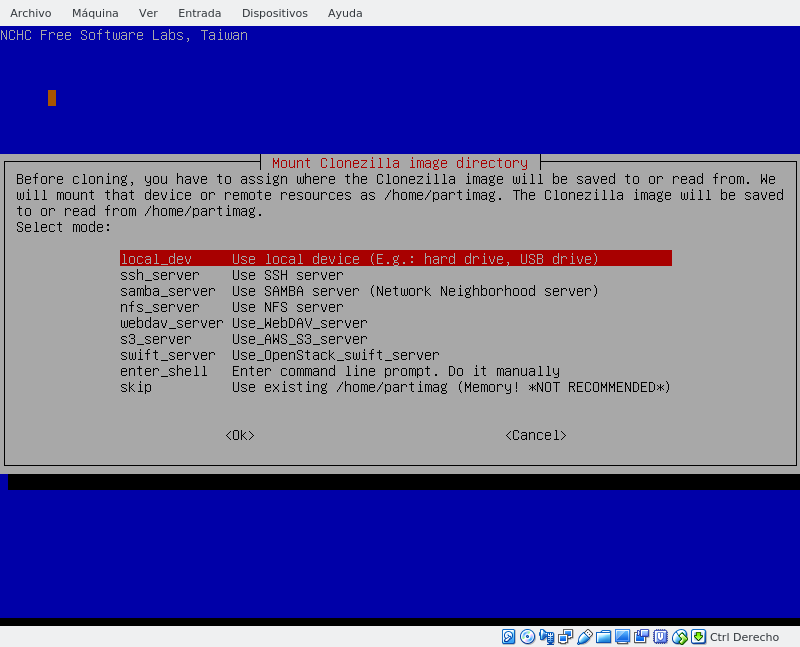 Archivo Máquina Ver Entrada Dispositivos Ayuda
NCHC Free Software Labs, Taiwan
Mount Clonezilla image directory
Before cloning, you have to assign where the Clonezilla image will be saved to or read from. We
will mount that device or remote resources as /home/partimag. The Clonezilla image will be saved
to or read from /home/partimag.
Select mode:
local_dev Use local device (E.g.: hard drive, USB drive)
ssh_server Use SSH server
samba_server Use SAMBA server (Network Neighborhood server)
nfs_server Use NFS server
webdav_server Use_WebDAV_server
s3_server Use_AWS_S3_server
swift_server Use_OpenStack_swift_server
enter_shell Enter command line prompt. Do it manually
skip Use existing /home/partimag (Memory! *NOT RECOMMENDED*)
<Ok> <Cancel>
Ctrl Derecho